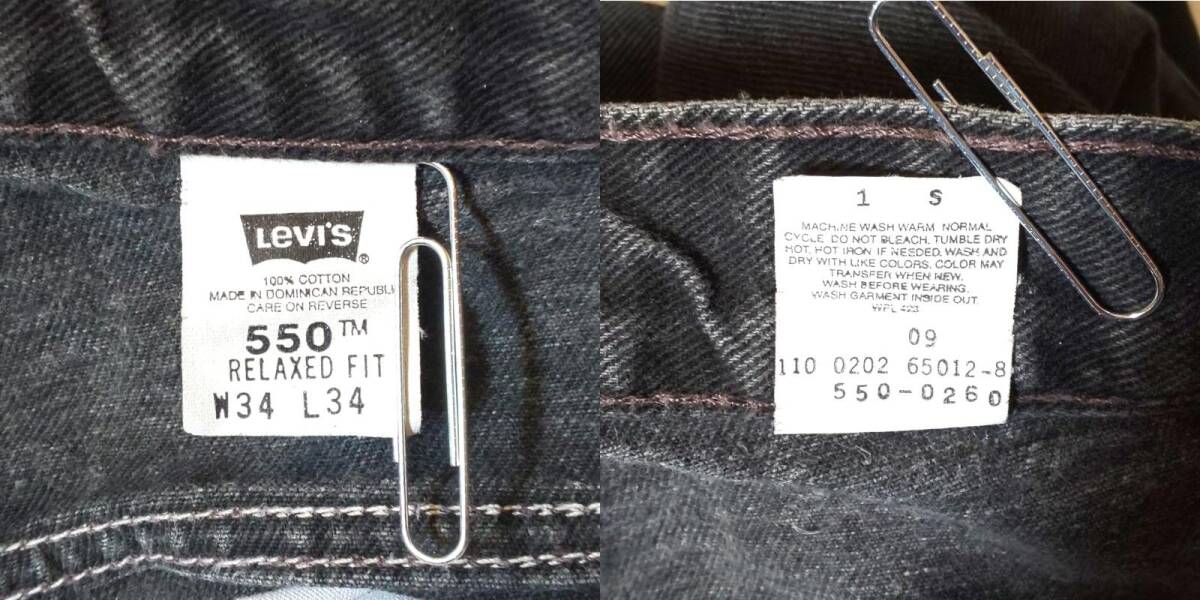 Levi's®
100% COTTON
MADE IN DOMINICAN REPUBLI
CARE ON REVERSE
550™
RELAXED FIT
W34 L34
1 S
MACHINE WASH WARM NORMAL
CYCLE. DO NOT BLEACH. TUMBLE DRY
HOT. HOT IRON IF NEEDED. WASH AND
DRY WITH LIKE COLORS. COLOR MAY
TRANSFER WHEN NEW.
WASH BEFORE WEARING.
WASH GARMENT INSIDE OUT.
WPL 423
09
110 0202 65012-8
550-0260